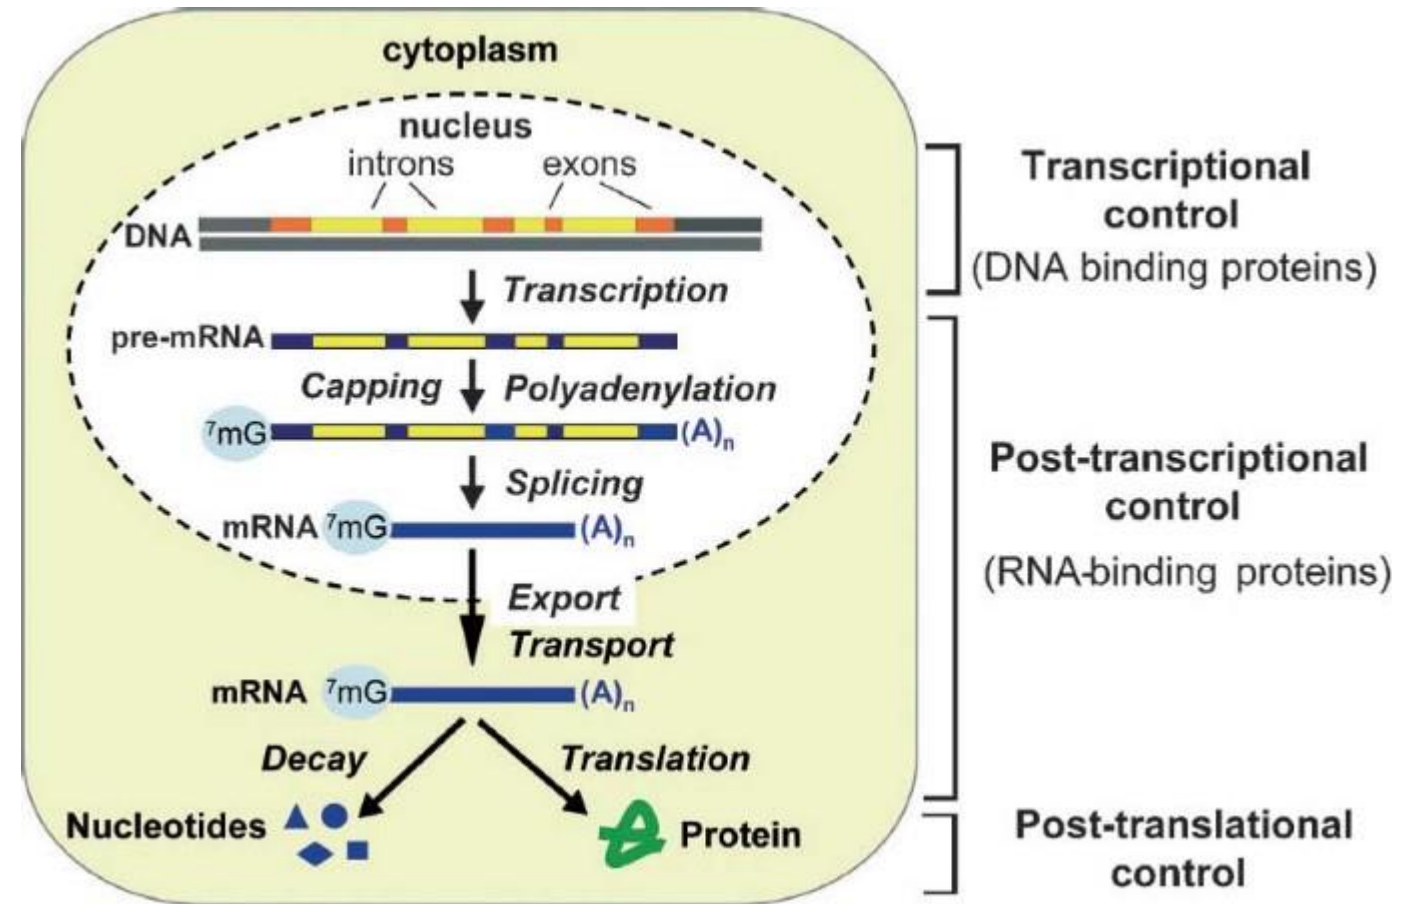 cytoplasm
nucleus
introns exons
DNA
Transcription
pre-mRNA
Capping Polyadenylation
⁷mG (A)ₙ
Splicing
mRNA ⁷mG (A)ₙ
Export
Transport
mRNA ⁷mG (A)ₙ
Decay Translation
Nucleotides Protein
Transcriptional
control
(DNA binding proteins)
Post-transcriptional
control
(RNA-binding proteins)
Post-translational
control